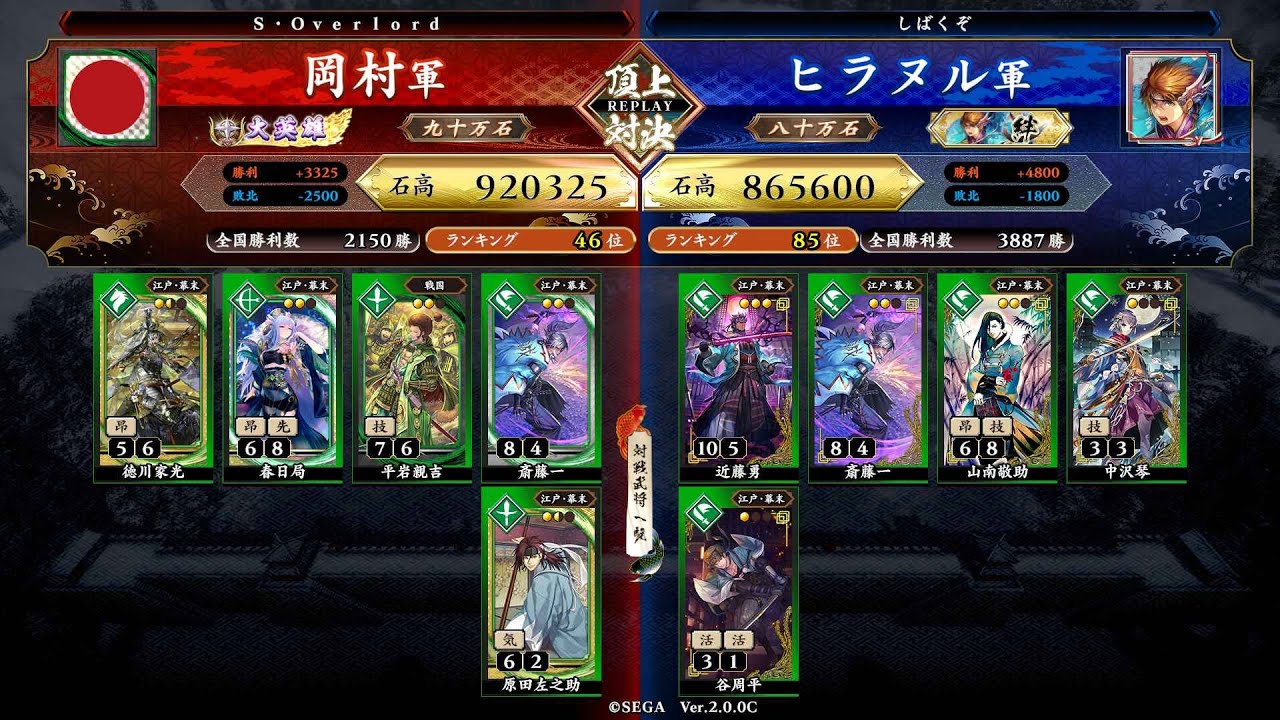 S・Overlord
しばくぞ
岡村軍
頂上
REPLAY
対決
ヒラヌル軍
大英雄
九十万石
八十万石
絆
勝利 +3325
敗北 -2500
石高 920325
石高 865600
勝利 +4800
敗北 -1800
全国勝利数 2150勝
ランキング 46位
ランキング 85位
全国勝利数 3887勝
江戸・幕末
昂
5 6
徳川家光
江戸・幕末
昂 先
6 8
春日局
戦国
技
7 6
平岩親吉
江戸・幕末
8 4
斎藤一
江戸・幕末
10 5
近藤勇
江戸・幕末
8 4
斎藤一
江戸・幕末
昂 技
6 8
山南敬助
江戸・幕末
技
3 3
中沢琴
対戦武将一覧
江戸・幕末
気
6 2
原田左之助
江戸・幕末
活 活
3 1
谷周平
©SEGA Ver.2.0.0C